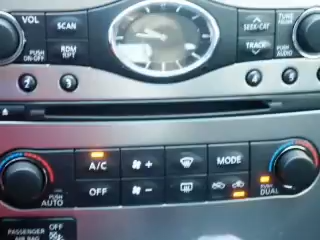 VOL
SCAN
SEEK·CAT
TUNE
PUSH
ON·OFF
RDM
RPT
TRACK
PUSH
AUDIO
A/C
MODE
PUSH
AUTO
OFF
PUSH
DUAL
PASSENGER
AIR BAG
OFF